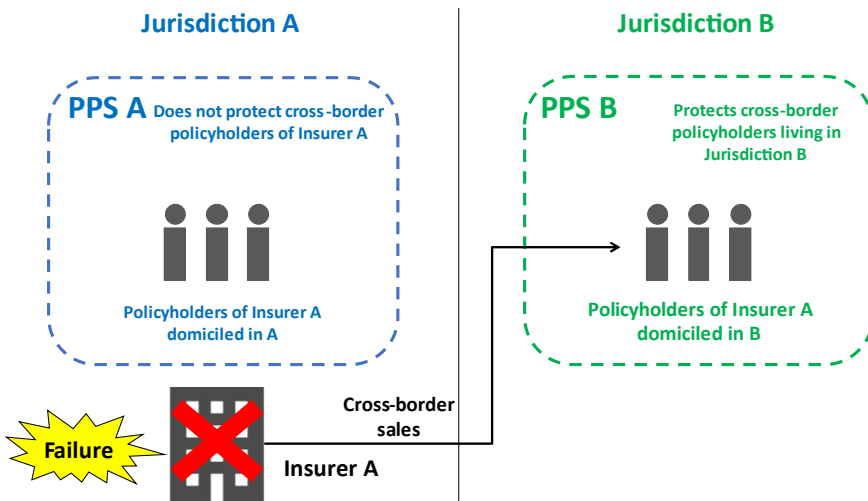 Jurisdiction A
Jurisdiction B
PPS A Does not protect cross-border
policyholders of Insurer A
PPS B
Protects cross-border
policyholders living in
Jurisdiction B
Policyholders of Insurer A
domiciled in A
Policyholders of Insurer A
domiciled in B
Cross-border
sales
Failure
Insurer A